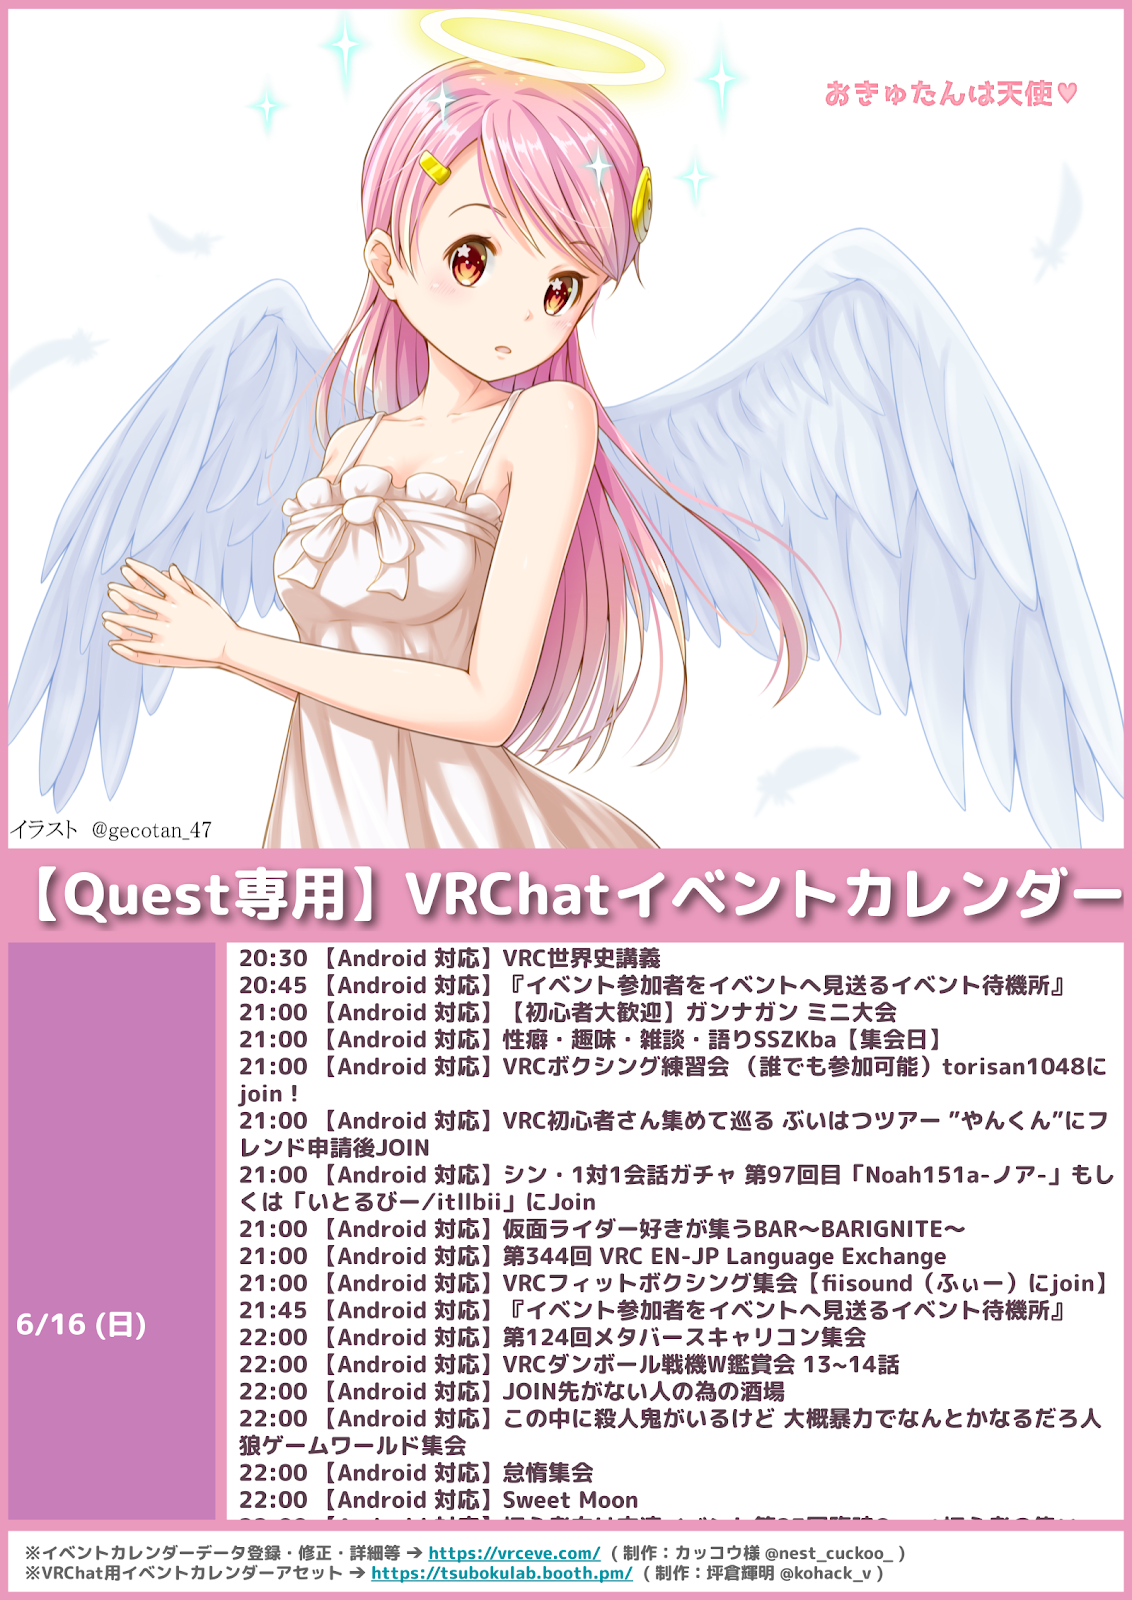 おきゅたんは天使♥
イラスト @gecotan_47
【Quest専用】VRChatイベントカレンダー
6/16 (日)
20:30 【Android 対応】VRC世界史講義
20:45 【Android 対応】『イベント参加者をイベントへ見送るイベント待機所』
21:00 【Android 対応】【初心者大歓迎】ガンナガン ミニ大会
21:00 【Android 対応】性癖・趣味・雑談・語りSSZKba【集会日】
21:00 【Android 対応】VRCボクシング練習会 （誰でも参加可能）torisan1048に
join！
21:00 【Android 対応】VRC初心者さん集めて巡る ぶいはつツアー ”やんくん”にフ
レンド申請後JOIN
21:00 【Android 対応】シン・1対1会話ガチャ 第97回目「Noah151a-ノア-」もし
くは「いとるびー/itllbii」にJoin
21:00 【Android 対応】仮面ライダー好きが集うBAR～BARIGNITE～
21:00 【Android 対応】第344回 VRC EN-JP Language Exchange
21:00 【Android 対応】VRCフィットボクシング集会【fiisound（ふぃー）にjoin】
21:45 【Android 対応】『イベント参加者をイベントへ見送るイベント待機所』
22:00 【Android 対応】第124回メタバースキャリコン集会
22:00 【Android 対応】VRCダンボール戦機W鑑賞会 13~14話
22:00 【Android 対応】JOIN先がない人の為の酒場
22:00 【Android 対応】この中に殺人鬼がいるけど 大概暴力でなんとかなるだろ人
狼ゲームワールド集会
22:00 【Android 対応】怠惰集会
22:00 【Android 対応】Sweet Moon
※イベントカレンダーデータ登録・修正・詳細等 ➔ https://vrceve.com/ （ 制作：カッコウ様 @nest_cuckoo_ ）
※VRChat用イベントカレンダーアセット ➔ https://tsubokulab.booth.pm/ （ 制作：坪倉輝明 @kohack_v ）